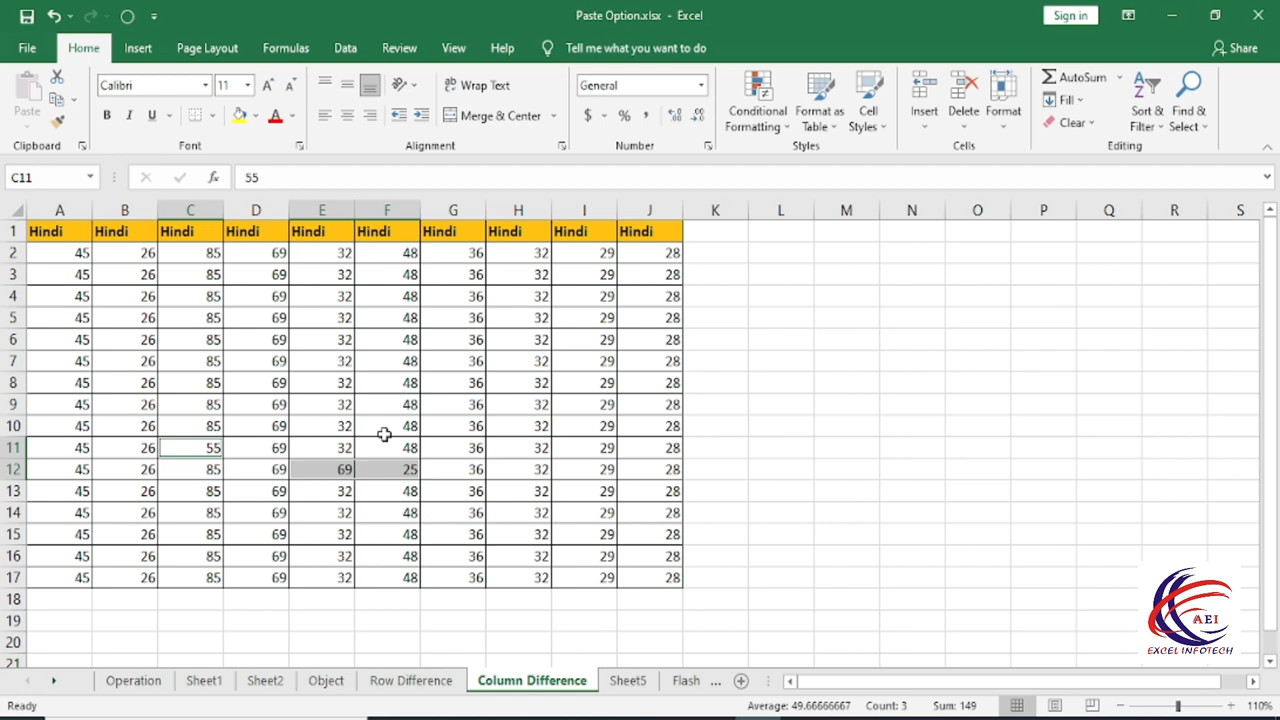 Paste Option.xlsx - Excel
Sign in
File Home Insert Page Layout Formulas Data Review View Help Tell me what you want to do Share
Calibri 11 Wrap Text General AutoSum
Paste Conditional Format as Cell Insert Delete Format Fill Sort & Find &
B I U Merge & Center $ % Formatting Table Styles Clear Filter Select
Clipboard Font Alignment Number Styles Cells Editing
C11 fx 55
A B C D E F G H I J K L M N O P Q R S
1 Hindi Hindi Hindi Hindi Hindi Hindi Hindi Hindi Hindi Hindi
2 45 26 85 69 32 48 36 32 29 28
3 45 26 85 69 32 48 36 32 29 28
4 45 26 85 69 32 48 36 32 29 28
5 45 26 85 69 32 48 36 32 29 28
6 45 26 85 69 32 48 36 32 29 28
7 45 26 85 69 32 48 36 32 29 28
8 45 26 85 69 32 48 36 32 29 28
9 45 26 85 69 32 48 36 32 29 28
10 45 26 85 69 32 48 36 32 29 28
11 45 26 55 69 32 48 36 32 29 28
12 45 26 85 69 69 25 36 32 29 28
13 45 26 85 69 32 48 36 32 29 28
14 45 26 85 69 32 48 36 32 29 28
15 45 26 85 69 32 48 36 32 29 28
16 45 26 85 69 32 48 36 32 29 28
17 45 26 85 69 32 48 36 32 29 28
18
19
20
21
AEI
EXCEL INFOTECH
Operation Sheet1 Sheet2 Object Row Difference Column Difference Sheet5 Flash ...
Ready Average: 49.66666667 Count: 3 Sum: 149 110%